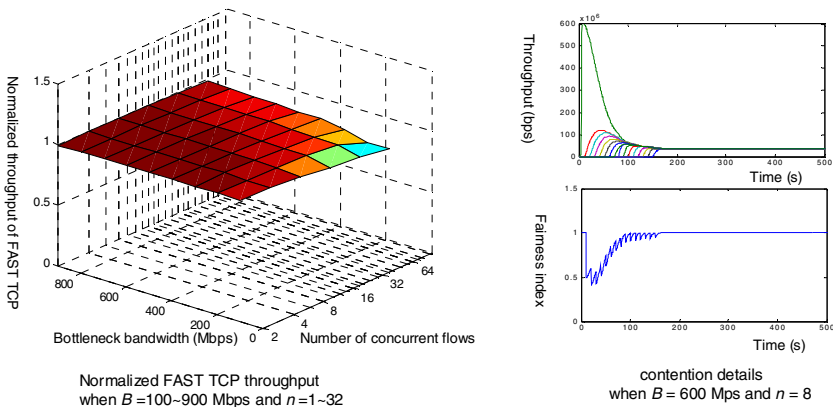 Normalized throughput of FAST TCP
1.5
1
0.5
0
800
600
400
200
0
2
4
8
16
32
64
Bottleneck bandwidth (Mbps)
Number of concurrent flows
Normalized FAST TCP throughput
when B =100~900 Mbps and n =1~32
Throughput (bps)
x 10^6
600
500
400
300
200
100
0
0 100 200 300 400 500
Time (s)
Fairness index
1.5
1
0.5
0
0 100 200 300 400 500
Time (s)
contention details
when B = 600 Mps and n = 8